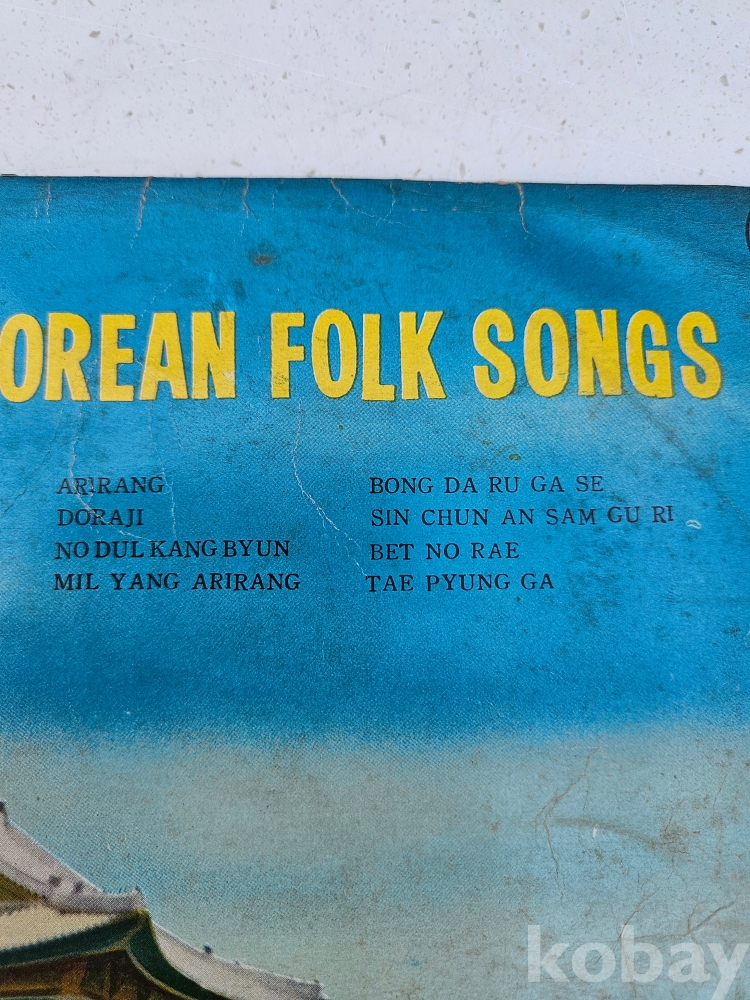 OREAN FOLK SONGS
ARIRANG
DORAJI
NO DUL KANG BYUN
MIL YANG ARIRANG
BONG DA RU GA SE
SIN CHUN AN SAM GU RI
BET NO RAE
TAE PYUNG GA
kobay